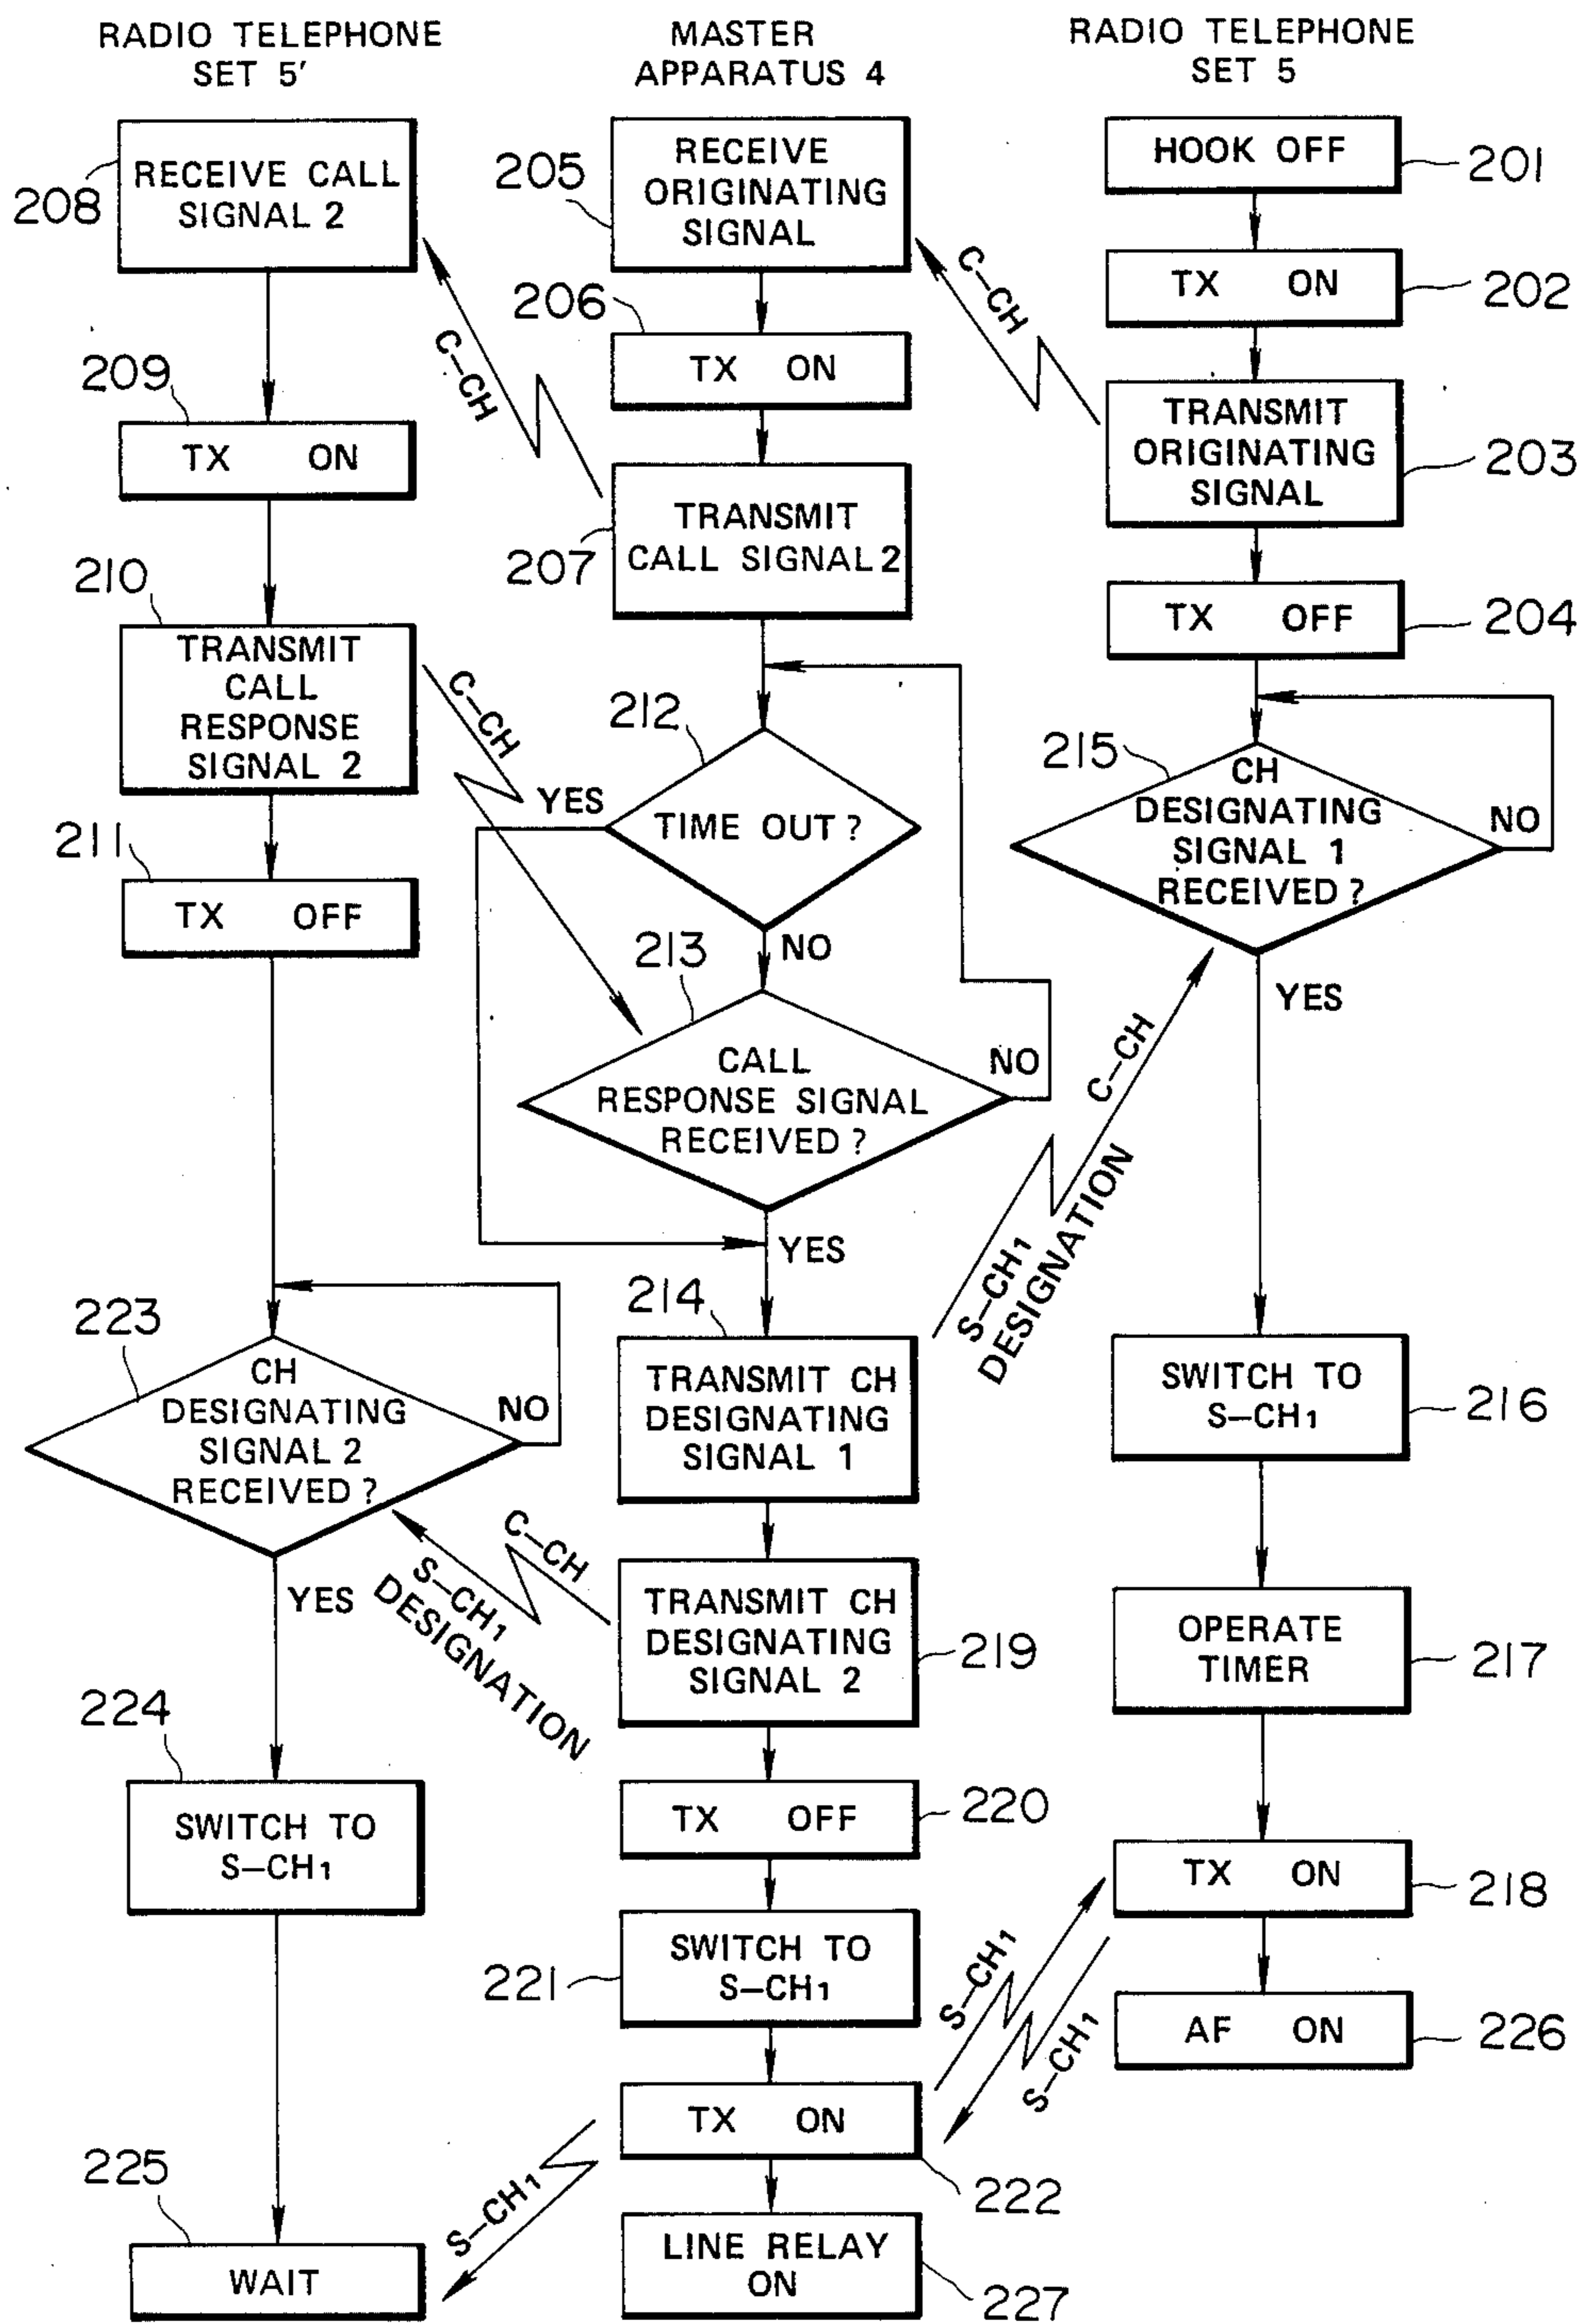 RADIO TELEPHONE
SET 5'
208
RECEIVE CALL
SIGNAL 2
209
TX ON
210
TRANSMIT
CALL
RESPONSE
SIGNAL 2
211
TX OFF
223
CH
DESIGNATING
SIGNAL 2
RECEIVED?
NO
YES
224
SWITCH TO
S-CH1
225
WAIT
C-CH
C-CH
C-CH
S-CH1
DESIGNATION
S-CH1
MASTER
APPARATUS 4
205
RECEIVE
ORIGINATING
SIGNAL
206
TX ON
207
TRANSMIT
CALL SIGNAL 2
212
YES
TIME OUT?
NO
213
CALL
RESPONSE SIGNAL
RECEIVED?
NO
YES
214
TRANSMIT CH
DESIGNATING
SIGNAL 1
TRANSMIT CH
DESIGNATING
SIGNAL 2
219
TX OFF
220
221
SWITCH TO
S-CH1
TX ON
222
LINE RELAY
ON
227
C-CH
C-CH
S-CH1
DESIGNATION
S-CH1
S-CH1
RADIO TELEPHONE
SET 5
HOOK OFF
201
TX ON
202
TRANSMIT
ORIGINATING
SIGNAL
203
TX OFF
204
215
CH
DESIGNATING
SIGNAL 1
RECEIVED?
NO
YES
SWITCH TO
S-CH1
216
OPERATE
TIMER
217
TX ON
218
AF ON
226